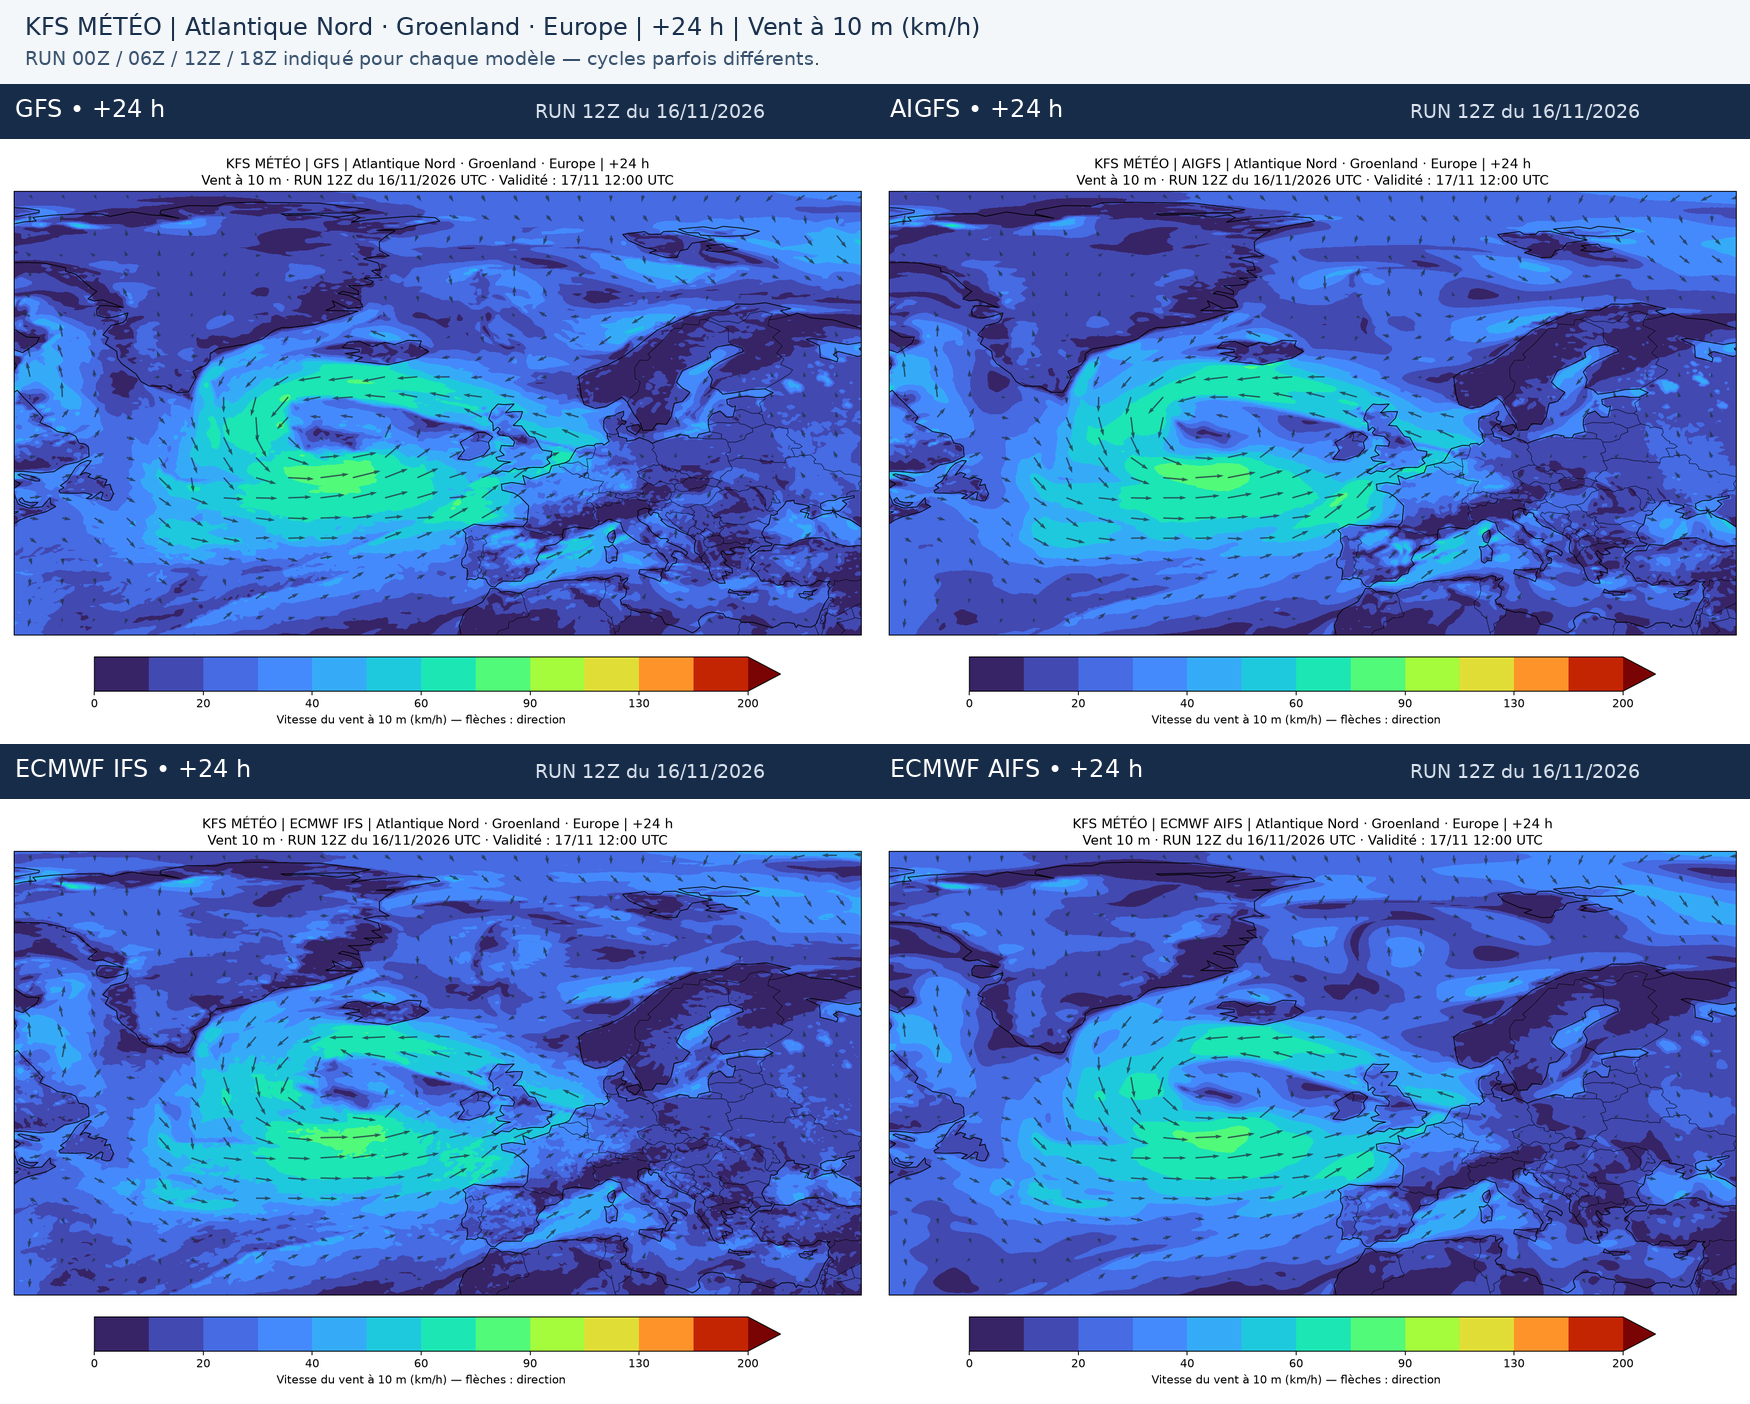 KFS MÉTÉO | Atlantique Nord · Groenland · Europe | +24 h | Vent à 10 m (km/h)
RUN 00Z / 06Z / 12Z / 18Z indiqué pour chaque modèle — cycles parfois différents.
GFS • +24 h
RUN 12Z du 16/11/2026
KFS MÉTÉO | GFS | Atlantique Nord · Groenland · Europe | +24 h
Vent à 10 m · RUN 12Z du 16/11/2026 UTC · Validité : 17/11 12:00 UTC
0 20 40 60 90 130 200
Vitesse du vent à 10 m (km/h) — flèches : direction
AIGFS • +24 h
RUN 12Z du 16/11/2026
KFS MÉTÉO | AIGFS | Atlantique Nord · Groenland · Europe | +24 h
Vent à 10 m · RUN 12Z du 16/11/2026 UTC · Validité : 17/11 12:00 UTC
0 20 40 60 90 130 200
Vitesse du vent à 10 m (km/h) — flèches : direction
ECMWF IFS • +24 h
RUN 12Z du 16/11/2026
KFS MÉTÉO | ECMWF IFS | Atlantique Nord · Groenland · Europe | +24 h
Vent 10 m · RUN 12Z du 16/11/2026 UTC · Validité : 17/11 12:00 UTC
0 20 40 60 90 130 200
Vitesse du vent à 10 m (km/h) — flèches : direction
ECMWF AIFS • +24 h
RUN 12Z du 16/11/2026
KFS MÉTÉO | ECMWF AIFS | Atlantique Nord · Groenland · Europe | +24 h
Vent 10 m · RUN 12Z du 16/11/2026 UTC · Validité : 17/11 12:00 UTC
0 20 40 60 90 130 200
Vitesse du vent à 10 m (km/h) — flèches : direction